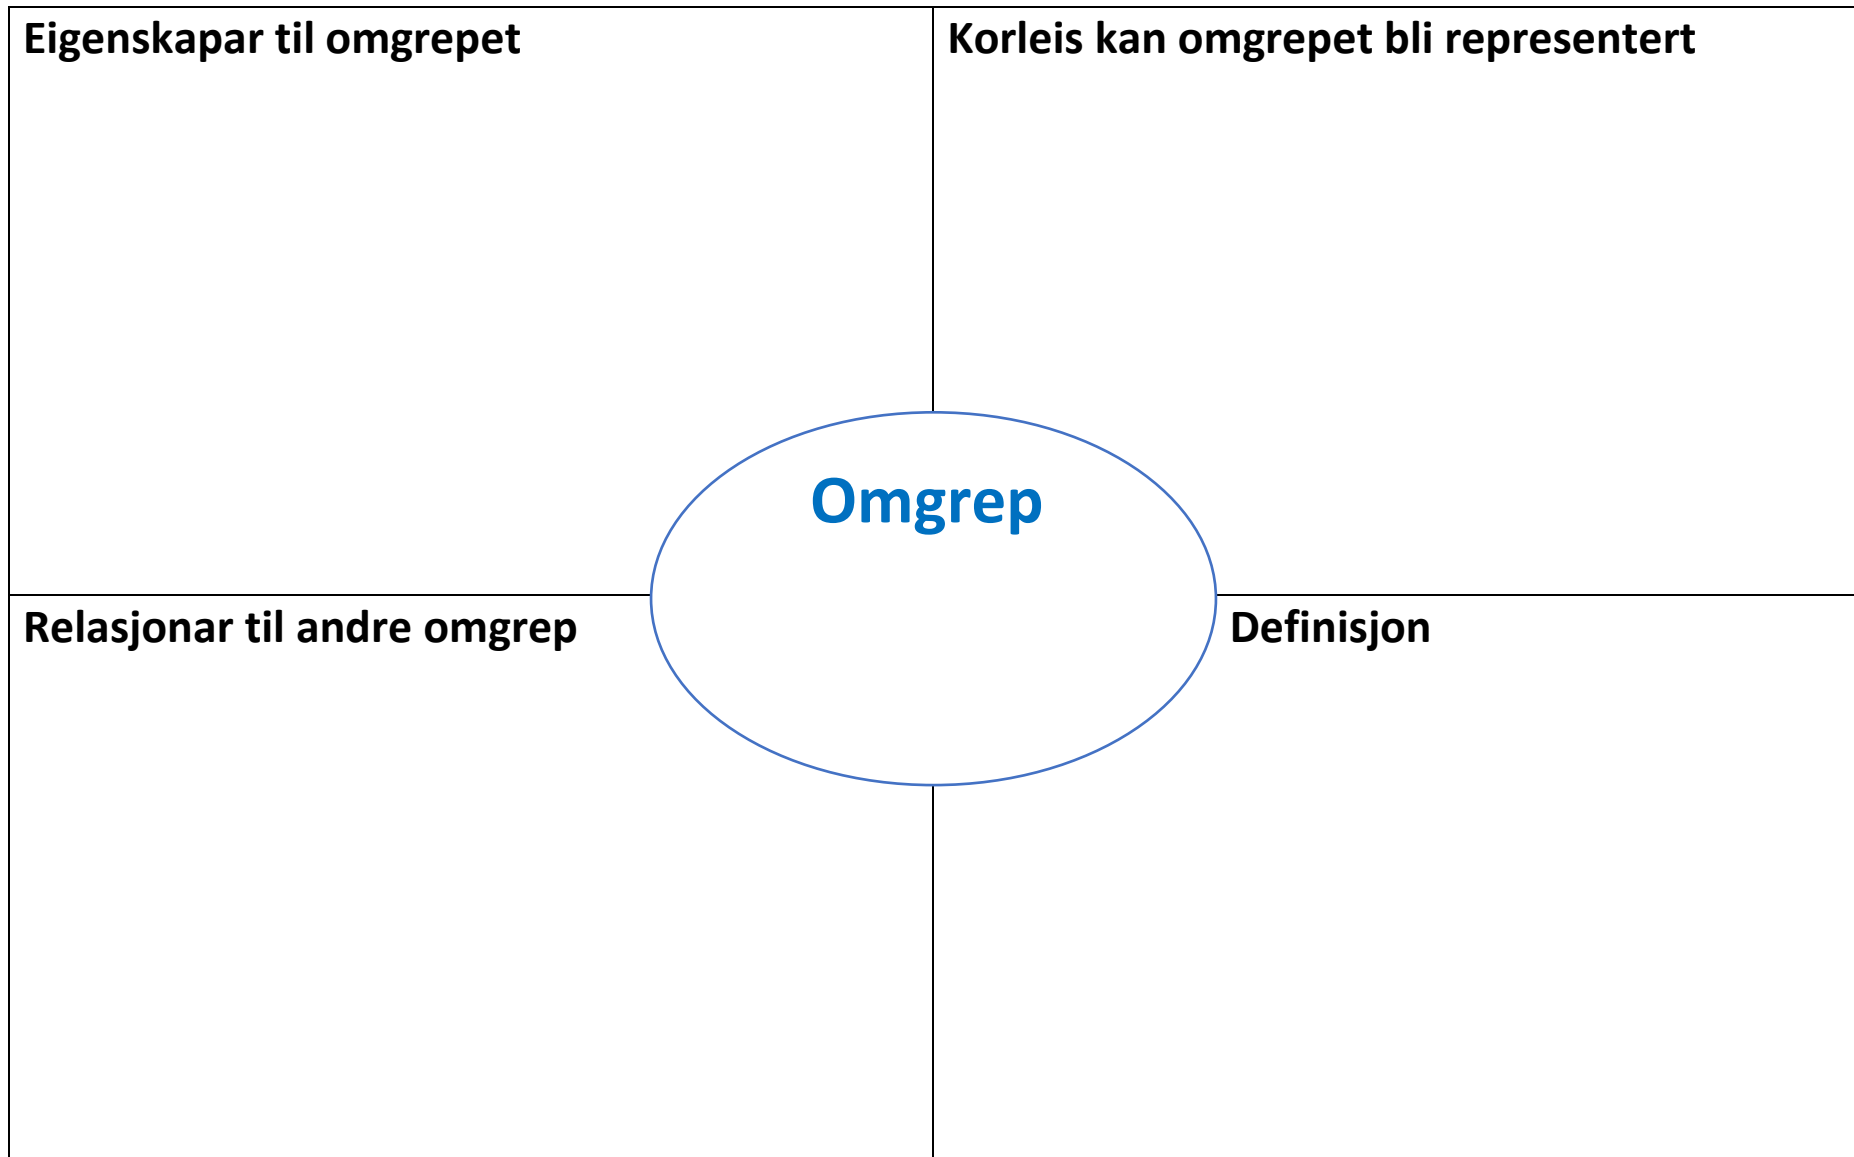 Eigenskapar til omgrepet
Korleis kan omgrepet bli representert
Omgrep
Relasjonar til andre omgrep
Definisjon